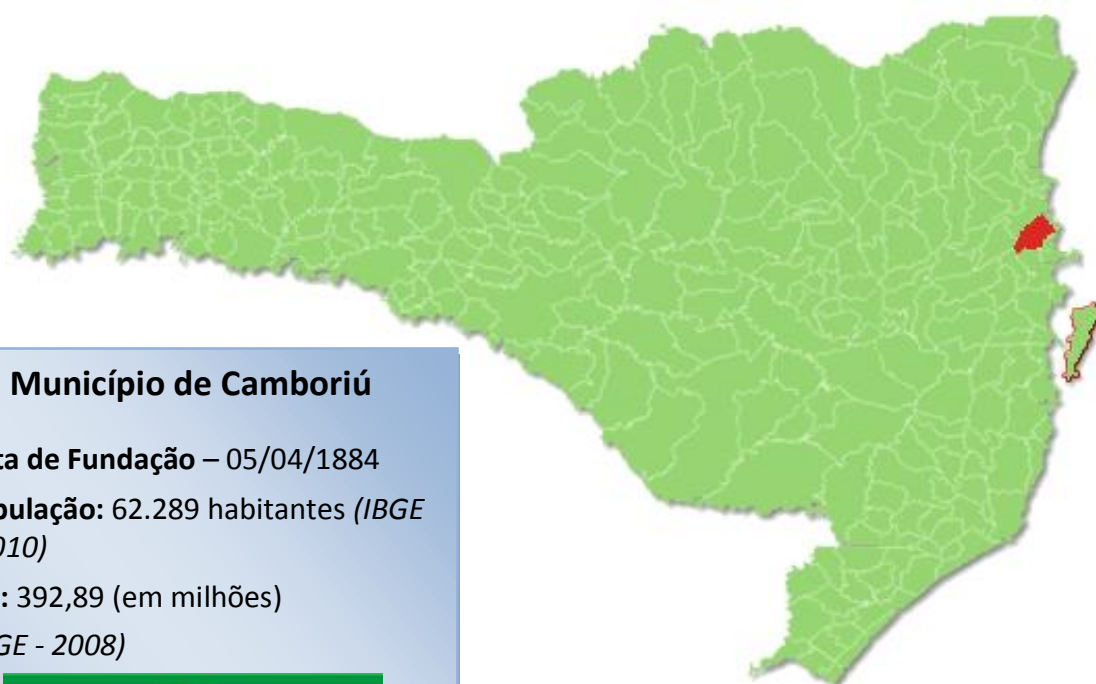 Município de Camboriú
ta de Fundação – 05/04/1884
pulação: 62.289 habitantes (IBGE
010)
: 392,89 (em milhões)
GE - 2008)